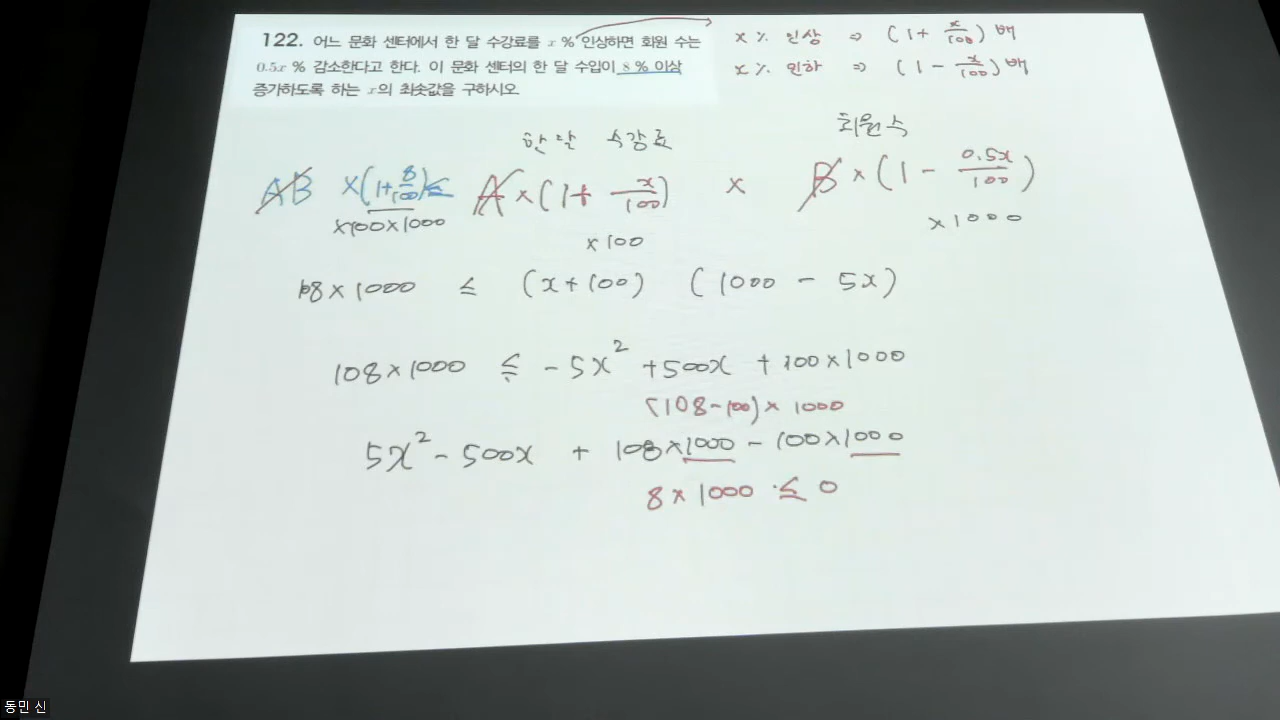 122. 어느 문화 센터에서 한 달 수강료를 x % 인상하면 회원 수는
0.5x % 감소한다고 한다. 이 문화 센터의 한 달 수입이 8 % 이상
증가하도록 하는 x의 최솟값을 구하시오.
x % 인상 ⇒ (1 + x/100) 배
x % 인하 ⇒ (1 - x/100) 배
한 달 수강료 회원 수
AB ×(1+8/100) ≤ A ×(1 + x/100) × B × (1 - 0.5x/100)
×100×1000 ×100 ×1000
108×1000 ≤ (x+100) (1000 - 5x)
108×1000 ≤ -5x² +500x + 100×1000
(108-100)× 1000
5x² - 500x + 108×1000 - 100×1000
8 × 1000 ≤ 0
동민 신